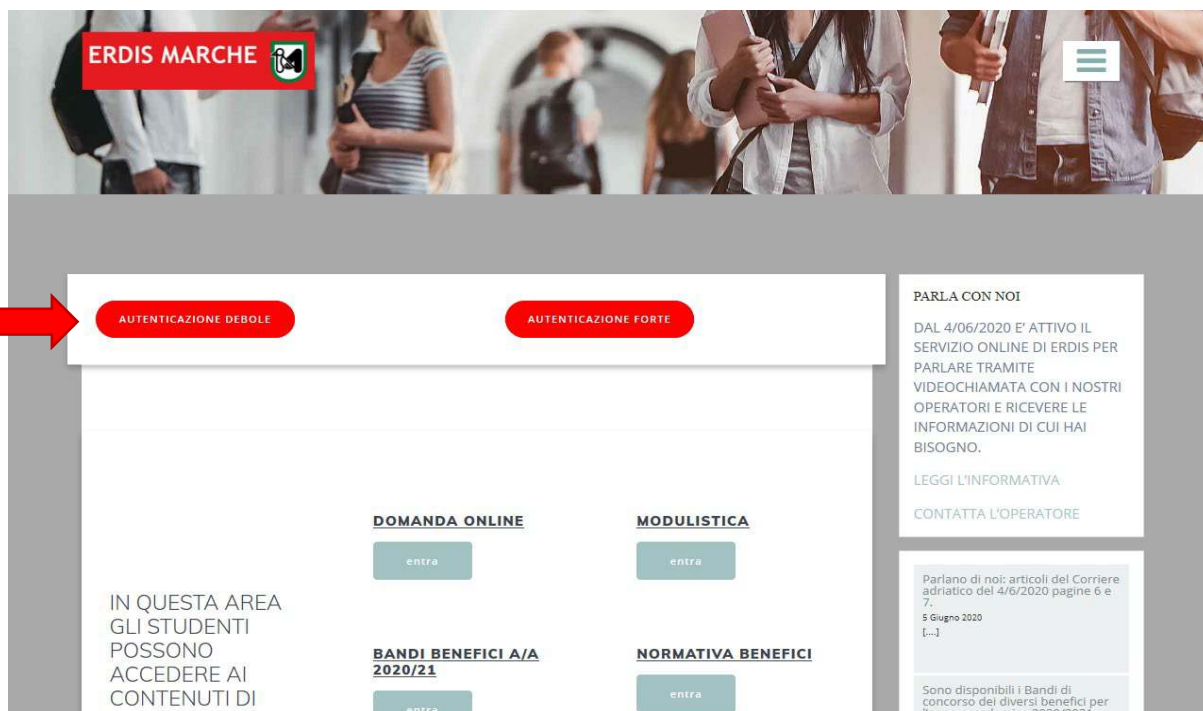 ERDIS MARCHE
AUTENTICAZIONE DEBOLE
AUTENTICAZIONE FORTE
IN QUESTA AREA
GLI STUDENTI
POSSONO
ACCEDERE AI
CONTENUTI DI
DOMANDA ONLINE
entra
MODULISTICA
entra
BANDI BENEFICI A/A
2020/21
entra
NORMATIVA BENEFICI
entra
PARLA CON NOI
DAL 4/06/2020 E' ATTIVO IL
SERVIZIO ONLINE DI ERDIS PER
PARLARE TRAMITE
VIDEOCHIAMATA CON I NOSTRI
OPERATORI E RICEVERE LE
INFORMAZIONI DI CUI HAI
BISOGNO.
LEGGI L'INFORMATIVA
CONTATTA L'OPERATORE
Parlano di noi: articoli del Corriere
adriatico del 4/6/2020 pagine 6 e
7.
5 Giugno 2020
[....]
Sono disponibili i Bandi di
concorso dei diversi benefici per